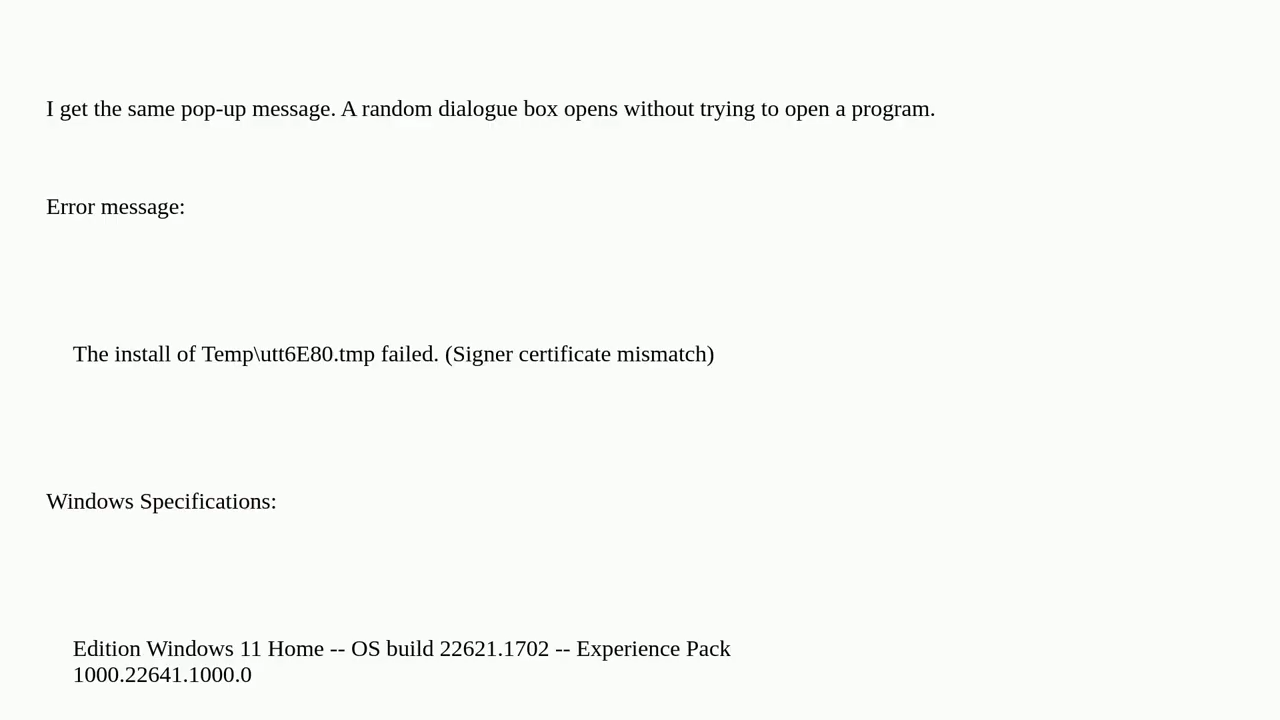 I get the same pop-up message. A random dialogue box opens without trying to open a program.
Error message:
The install of Temp\utt6E80.tmp failed. (Signer certificate mismatch)
Windows Specifications:
Edition Windows 11 Home -- OS build 22621.1702 -- Experience Pack
1000.22641.1000.0